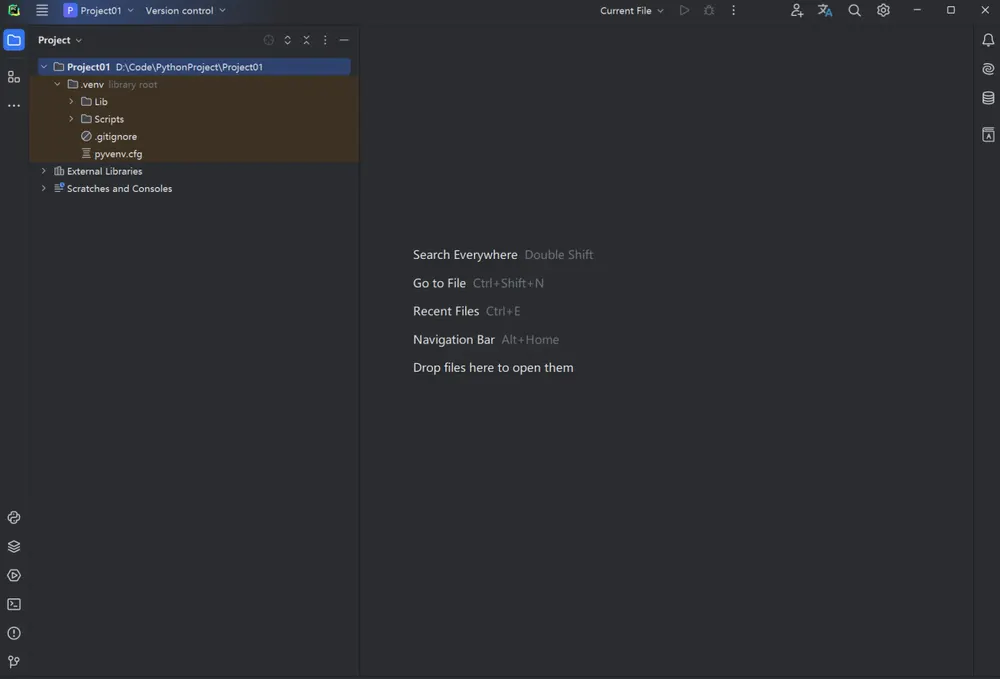 P Project01 Version control Current File
Project
Project01 D:\Code\PythonProject\Project01
.venv library root
Lib
Scripts
.gitignore
pyvenv.cfg
External Libraries
Scratches and Consoles
Search Everywhere Double Shift
Go to File Ctrl+Shift+N
Recent Files Ctrl+E
Navigation Bar Alt+Home
Drop files here to open them